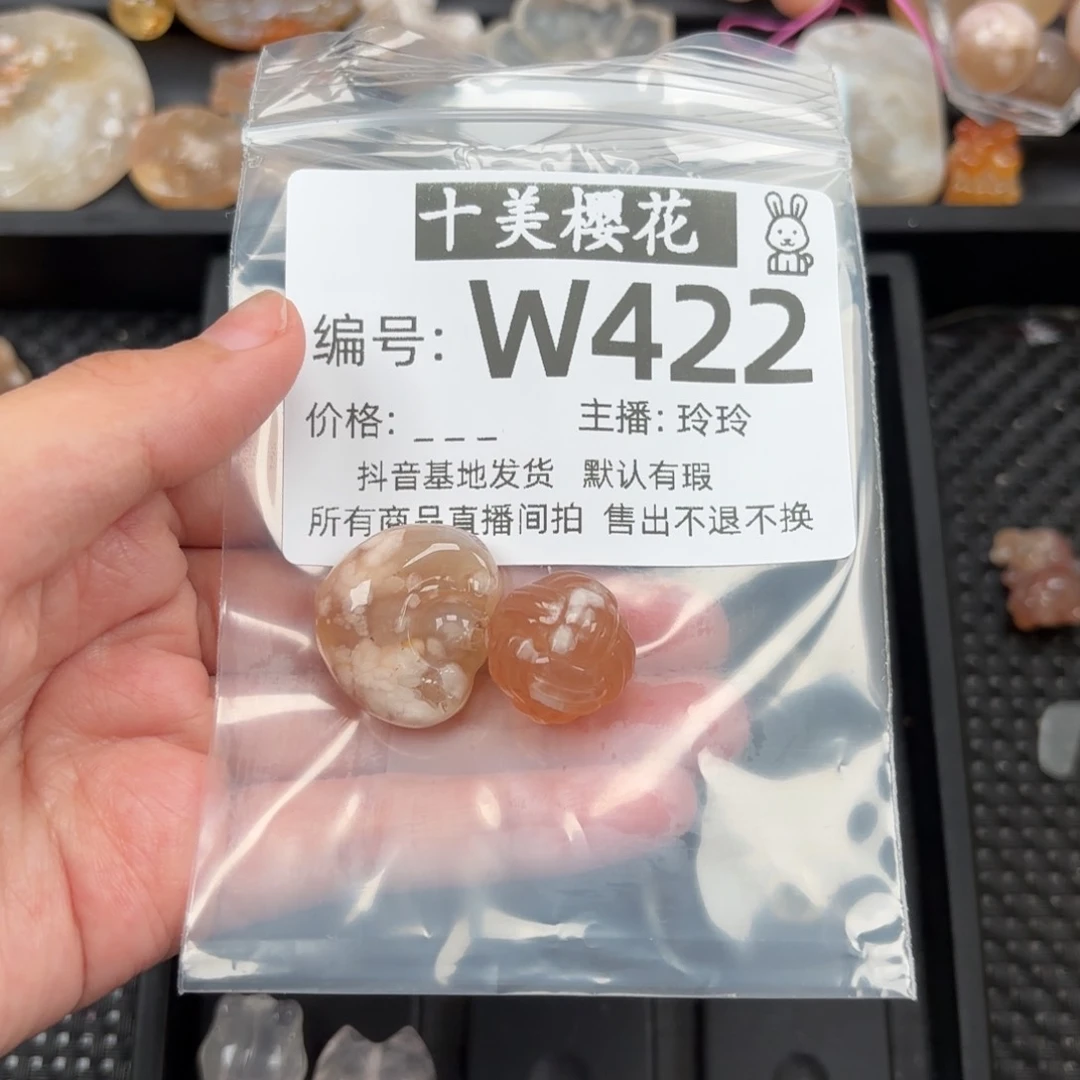 十美樱花
编号: W422
价格: _ _ _ 主播: 玲玲
抖音基地发货 默认有瑕
所有商品直播间拍 售出不退不换